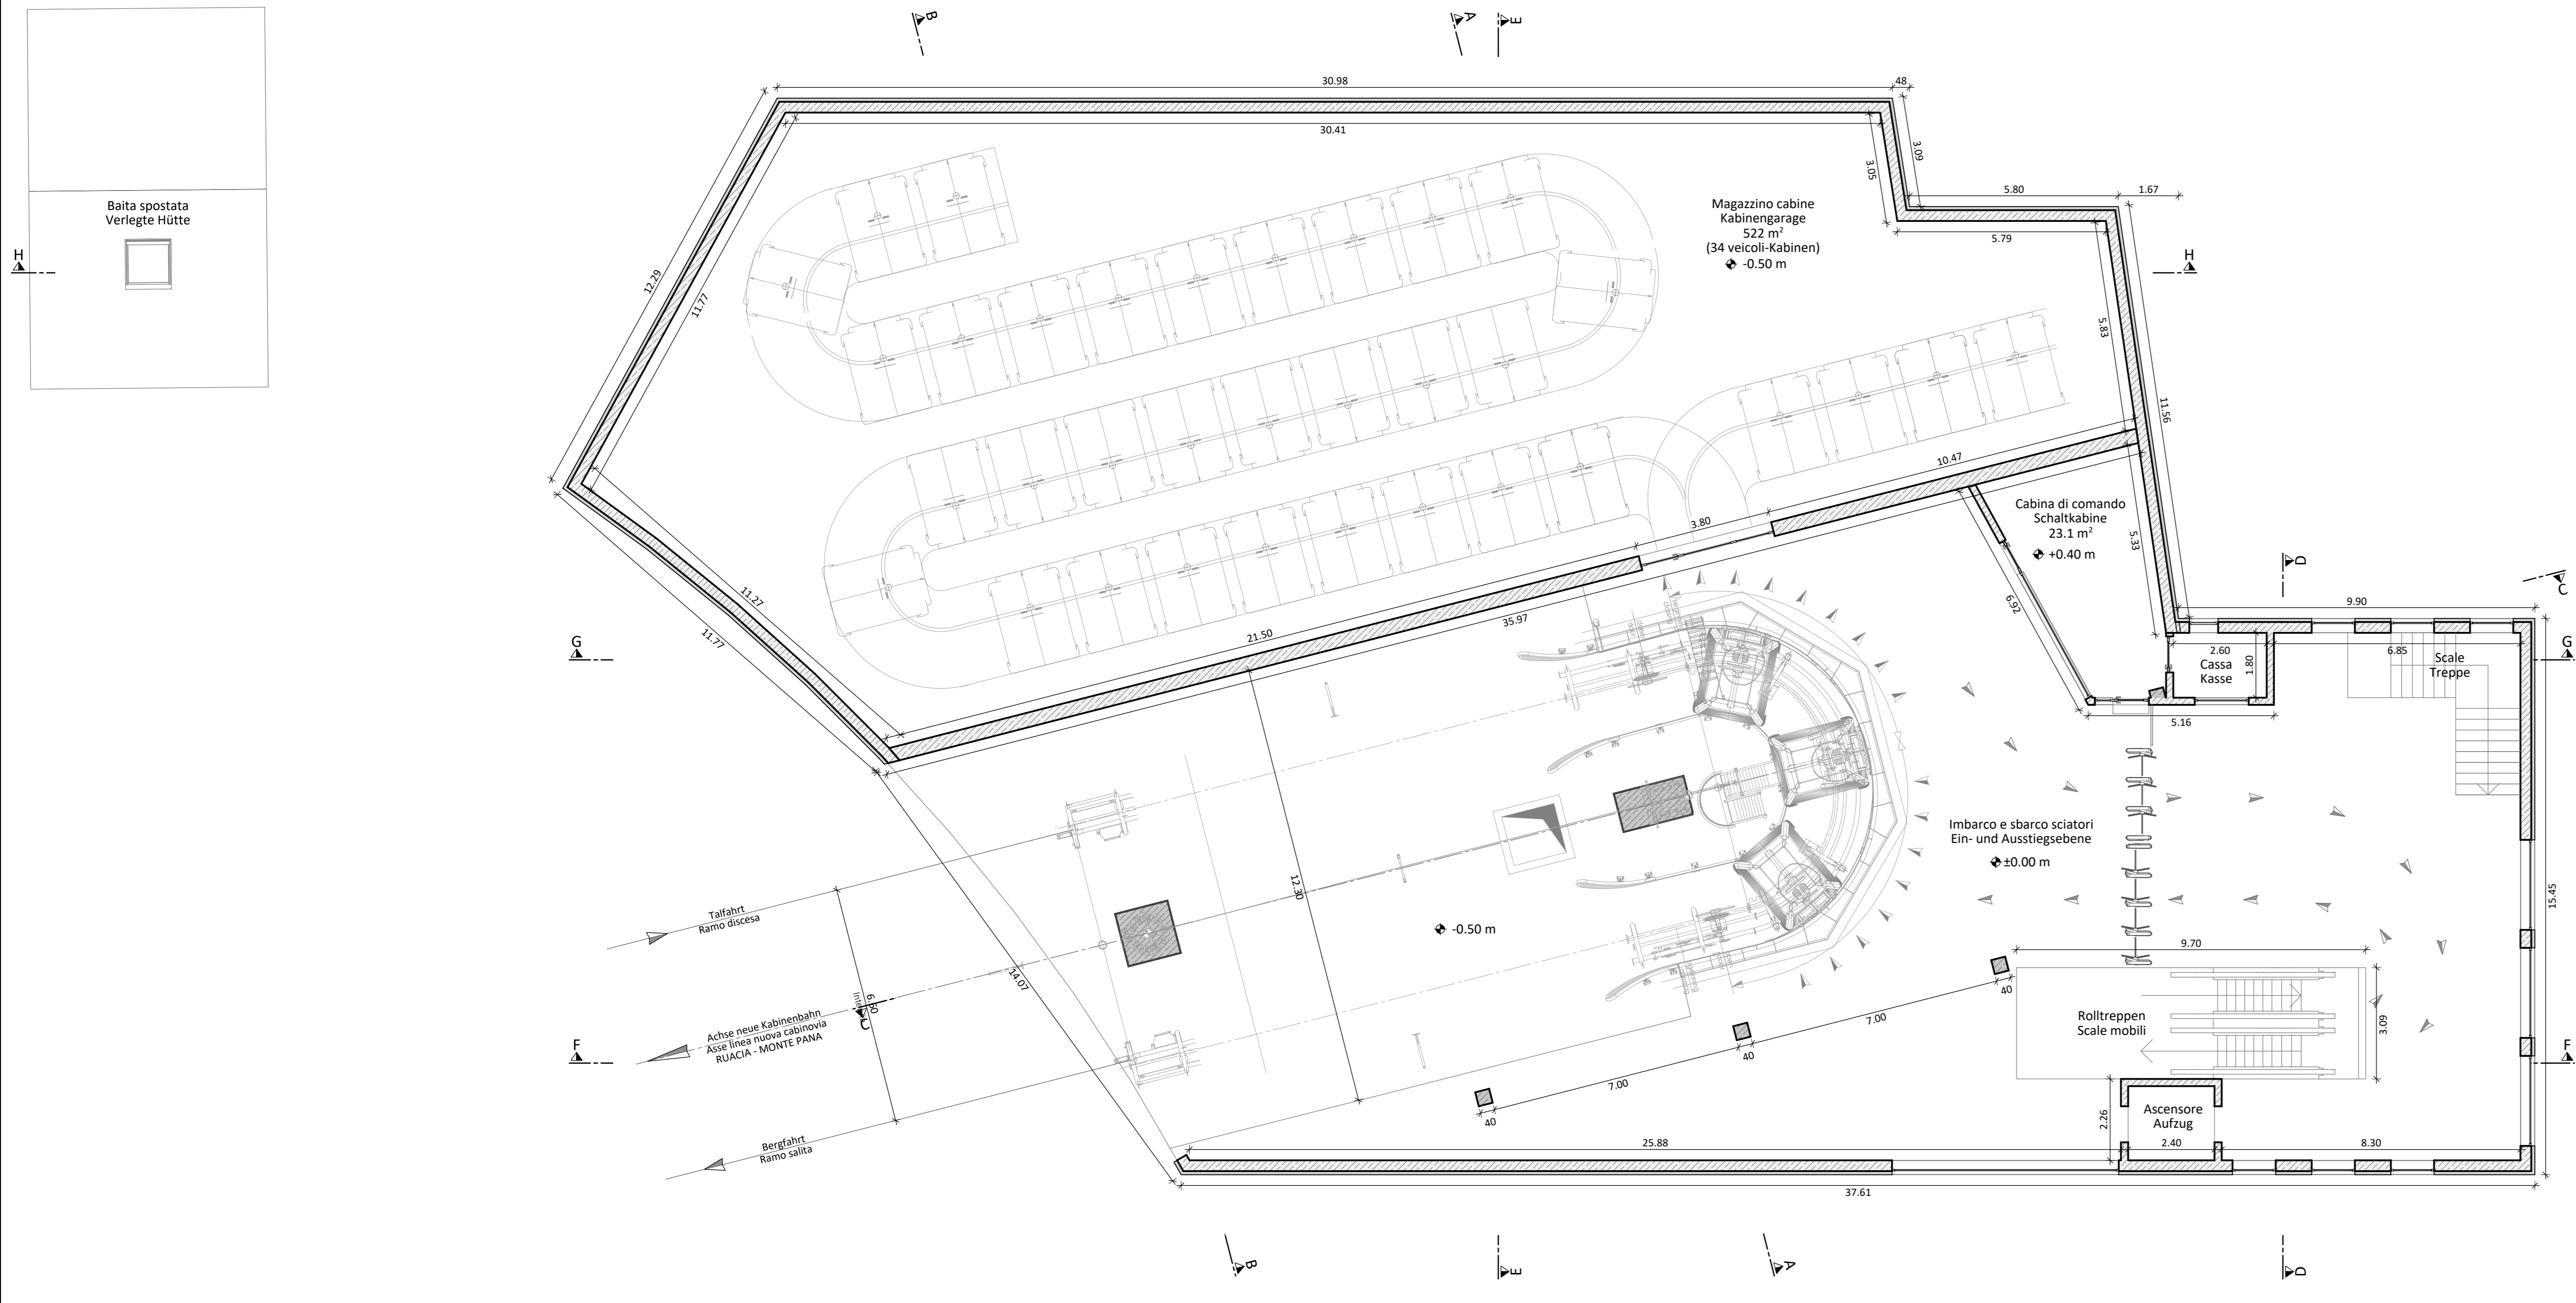 B
A
E
30.98
48
30.41
3.09
3.05
5.80
1.67
5.79
Baita spostata
Verlegte Hütte
H
H
Magazzino cabine
Kabinengarage
522 m²
(34 veicoli-Kabinen)
-0.50 m
12.29
11.77
5.83
11.56
10.47
3.80
Cabina di comando
Schaltkabine
23.1 m²
+0.40 m
5.33
6.92
D
C
9.90
11.27
11.77
21.50
35.97
G
G
2.60
Cassa
Kasse
1.80
6.85
Scale
Treppe
5.16
Imbarco e sbarco sciatori
Ein- und Ausstiegsebene
±0.00 m
12.30
-0.50 m
15.45
Talfahrt
Ramo discesa
14.07
6.60
C
Achse neue Kabinenbahn
Asse linea nuova cabinovia
RUACIA - MONTE PANA
F
F
9.70
40
Rolltreppen
Scale mobili
3.09
7.00
40
7.00
40
Ascensore
Aufzug
2.26
2.40
8.30
25.88
Bergfahrt
Ramo salita
37.61
B
E
A
D